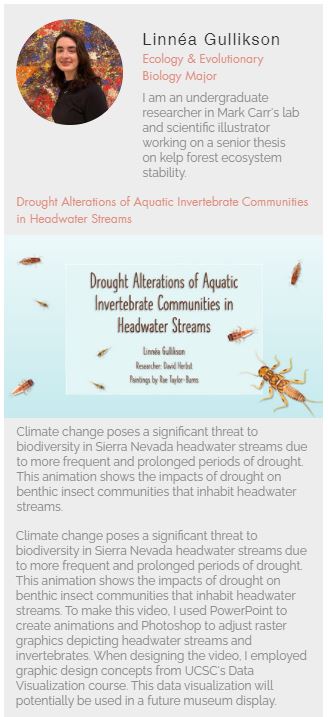 Linnéa Gullikson
Ecology & Evolutionary
Biology Major
I am an undergraduate
researcher in Mark Carr's lab
and scientific illustrator
working on a senior thesis
on kelp forest ecosystem
stability.
Drought Alterations of Aquatic Invertebrate Communities
in Headwater Streams
Drought Alterations of Aquatic
Invertebrate Communities in
Headwater Streams
Linnéa Gullikson
Researcher: David Herbst
Paintings by Rae Taylor-Burns
Climate change poses a significant threat to
biodiversity in Sierra Nevada headwater streams due
to more frequent and prolonged periods of drought.
This animation shows the impacts of drought on
benthic insect communities that inhabit headwater
streams.
Climate change poses a significant threat to
biodiversity in Sierra Nevada headwater streams due
to more frequent and prolonged periods of drought.
This animation shows the impacts of drought on
benthic insect communities that inhabit headwater
streams. To make this video, I used PowerPoint to
create animations and Photoshop to adjust raster
graphics depicting headwater streams and
invertebrates. When designing the video, I employed
graphic design concepts from UCSC's Data
Visualization course. This data visualization will
potentially be used in a future museum display.